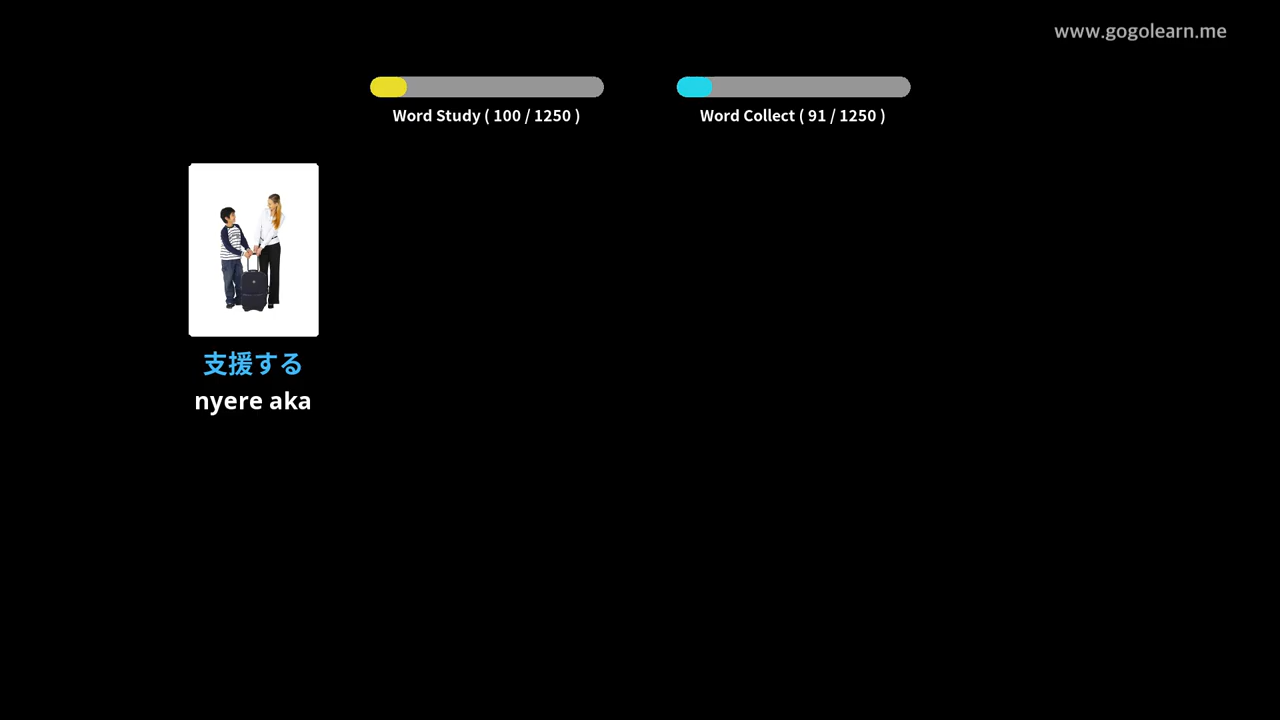 www.gogolearn.me
Word Study ( 100 / 1250 )
Word Collect ( 91 / 1250 )
支援する
nyere aka